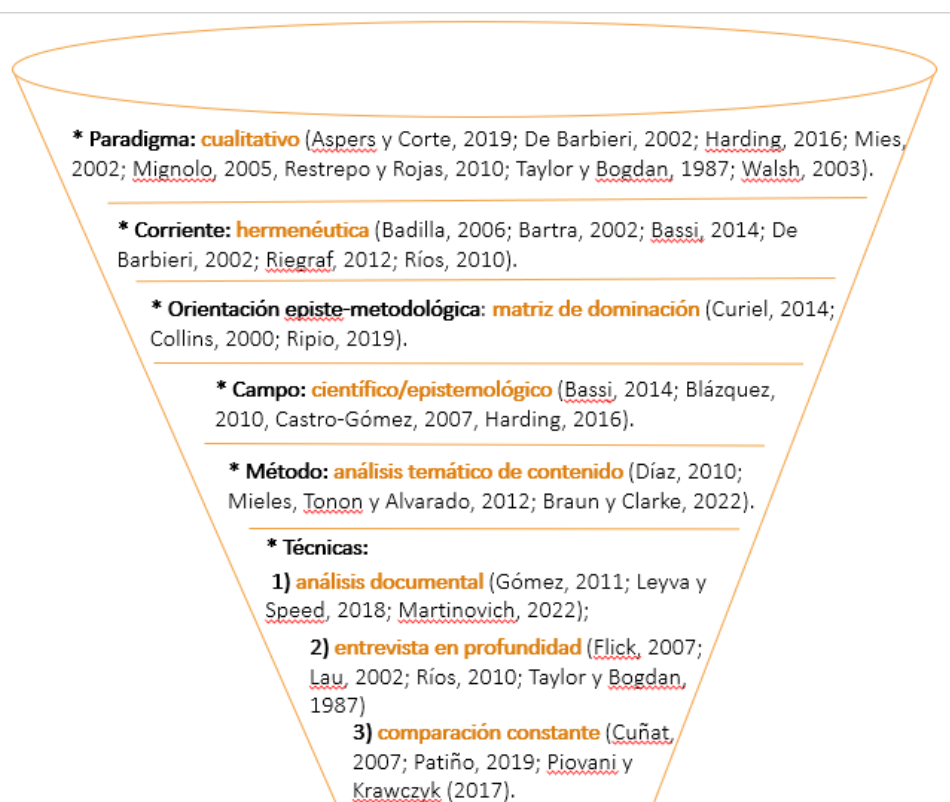 * Paradigma: cualitativo (Aspers y Corte, 2019; De Barbieri, 2002; Harding, 2016; Mies,
2002; Mignolo, 2005, Restrepo y Rojas, 2010; Taylor y Bogdan, 1987; Walsh, 2003).
* Corriente: hermenéutica (Badilla, 2006; Bartra, 2002; Bassi, 2014; De
Barbieri, 2002; Riegraf, 2012; Ríos, 2010).
* Orientación episte-metodológica: matriz de dominación (Curiel, 2014;
Collins, 2000; Ripio, 2019).
* Campo: científico/epistemológico (Bassi, 2014; Blázquez,
2010, Castro-Gómez, 2007, Harding, 2016).
* Método: análisis temático de contenido (Díaz, 2010;
Mieles, Tonon y Alvarado, 2012; Braun y Clarke, 2022).
* Técnicas:
1) análisis documental (Gómez, 2011; Leyva y
Speed, 2018; Martinovich, 2022);
2) entrevista en profundidad (Flick, 2007;
Lau, 2002; Ríos, 2010; Taylor y Bogdan,
1987)
3) comparación constante (Cuñat,
2007; Patiño, 2019; Piovani y
Krawczyk (2017).